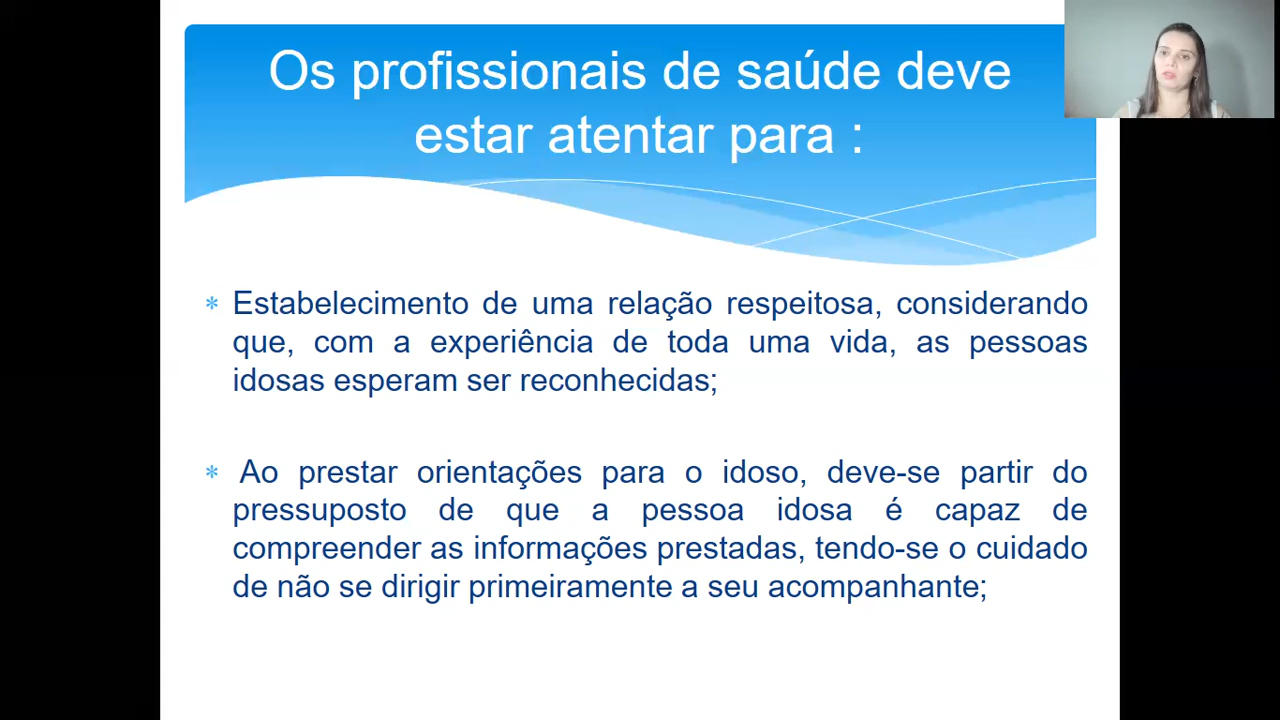 Os profissionais de saúde deve
estar atentar para :
* Estabelecimento de uma relação respeitosa, considerando
que, com a experiência de toda uma vida, as pessoas
idosas esperam ser reconhecidas;
* Ao prestar orientações para o idoso, deve-se partir do
pressuposto de que a pessoa idosa é capaz de
compreender as informações prestadas, tendo-se o cuidado
de não se dirigir primeiramente a seu acompanhante;